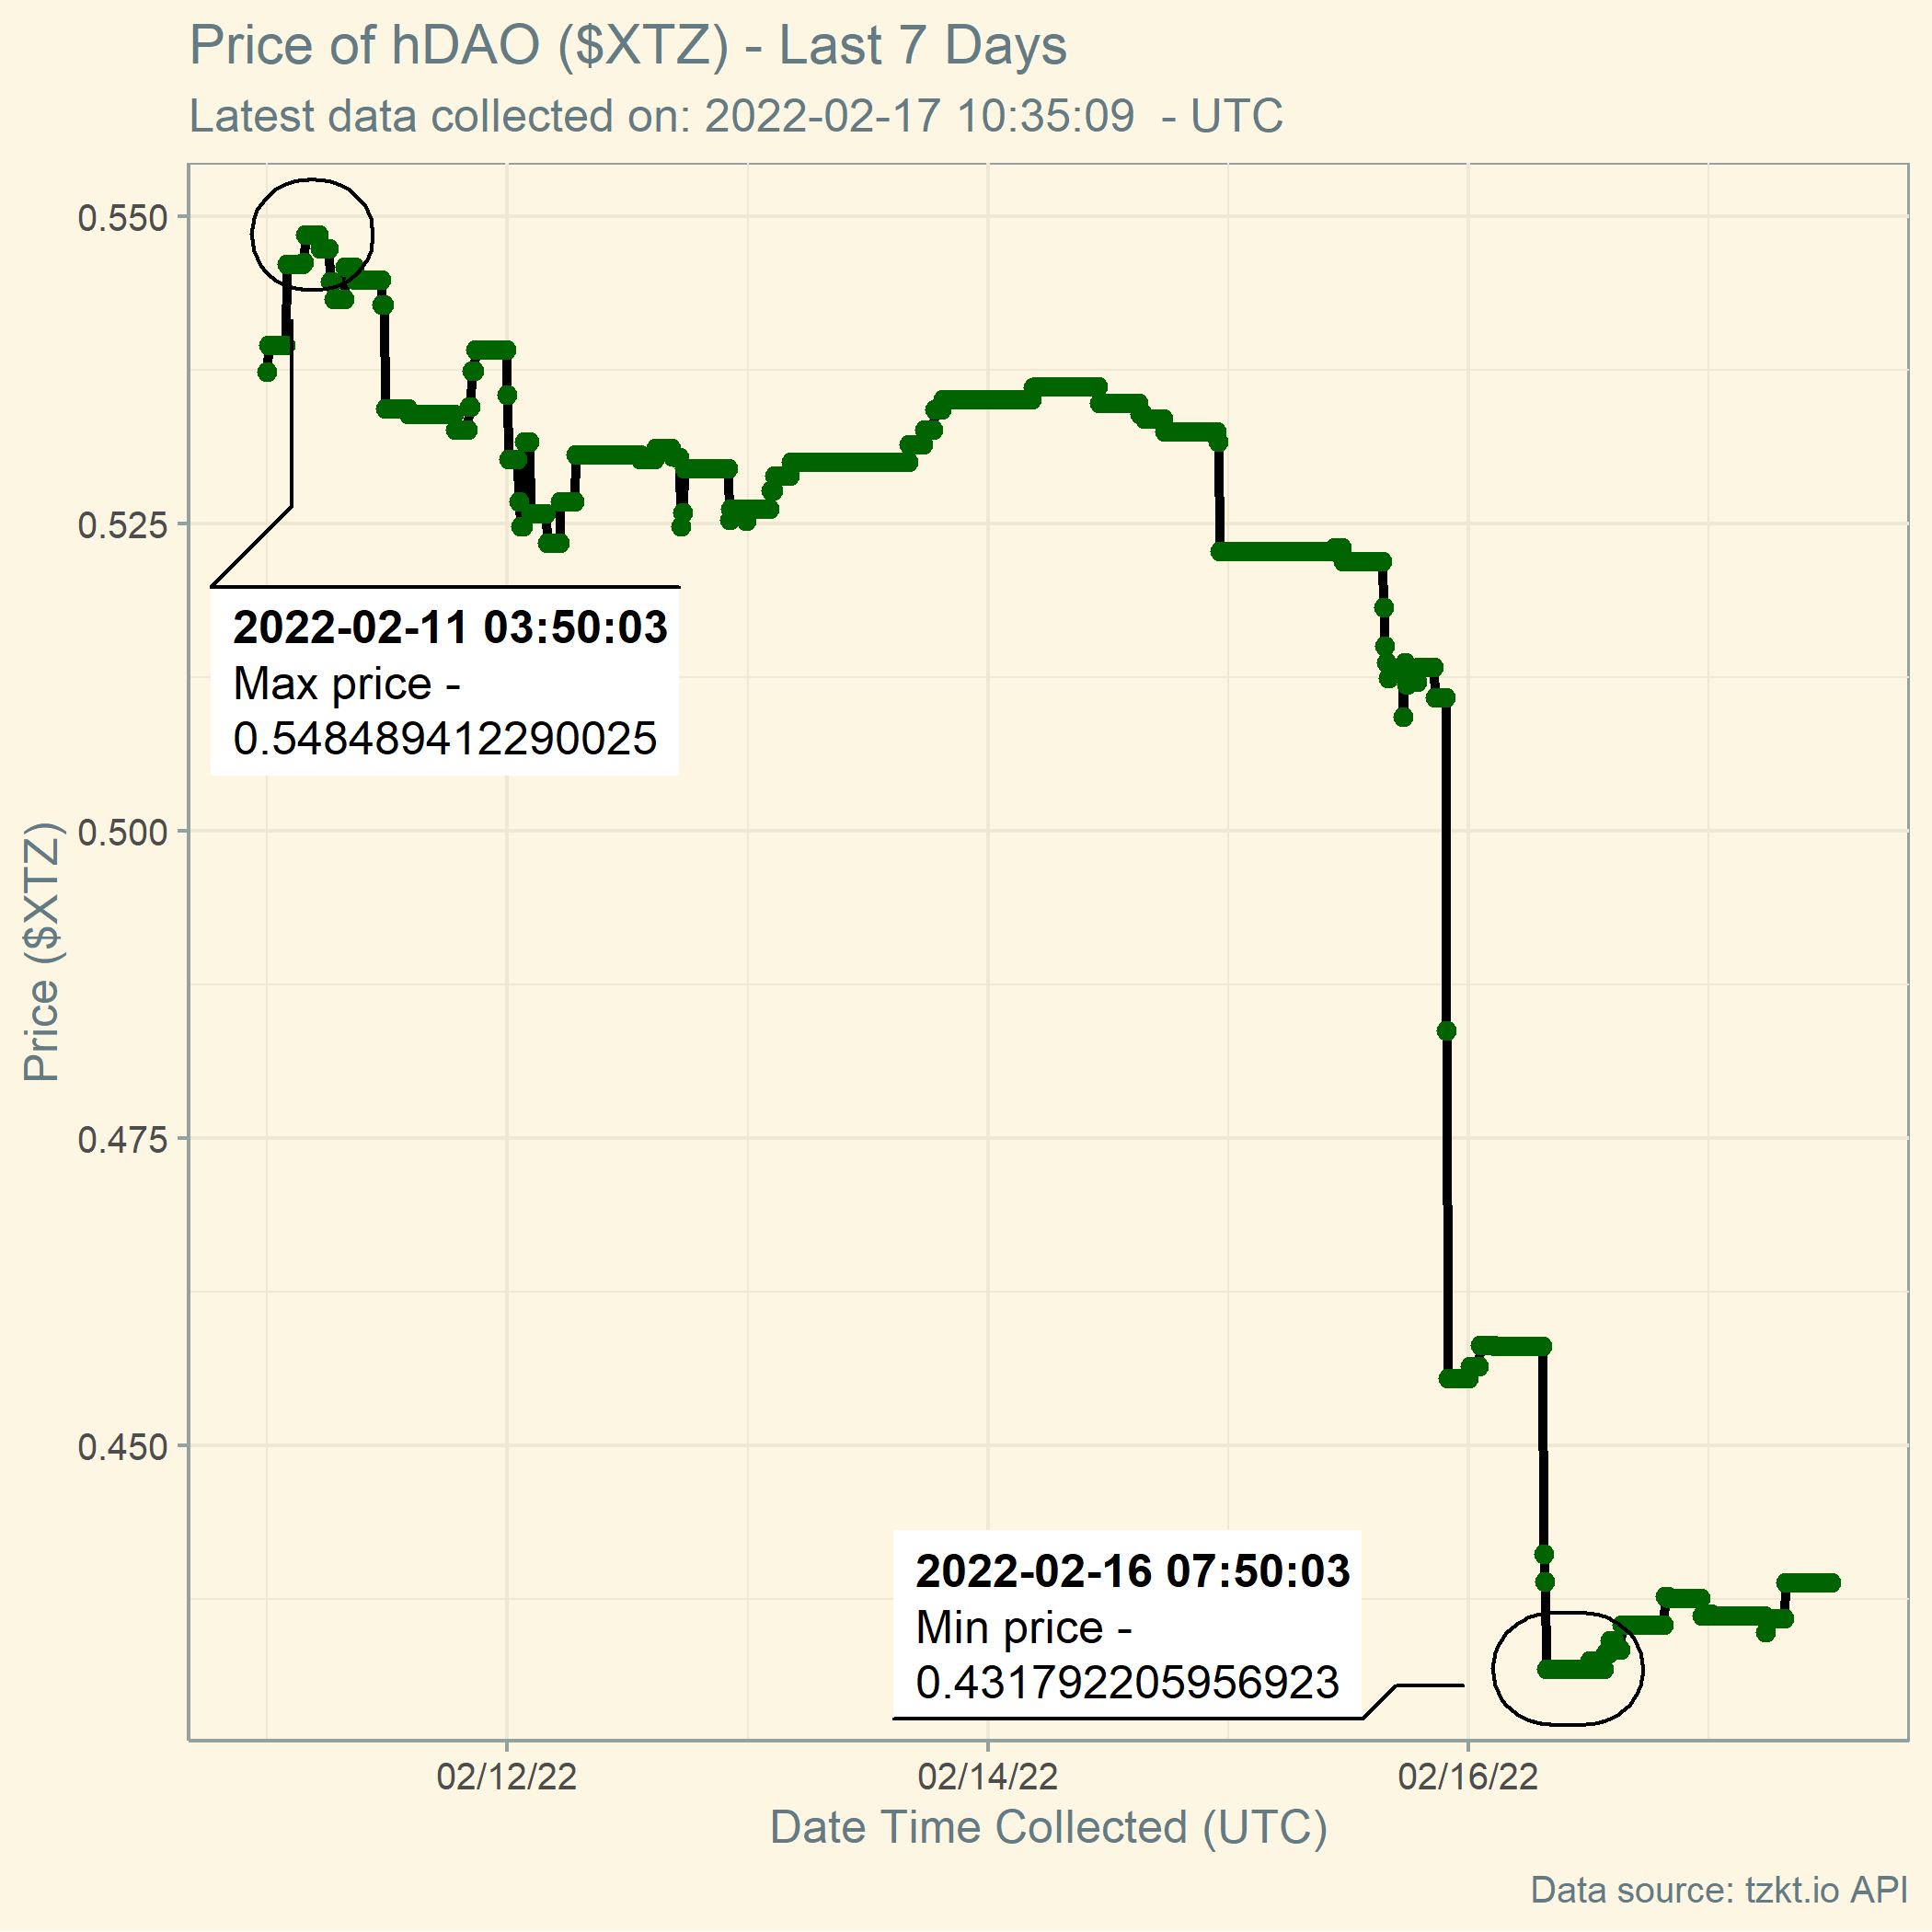 Price of hDAO ($XTZ) - Last 7 Days
Latest data collected on: 2022-02-17 10:35:09  - UTC
Price ($XTZ)
0.550
0.525
0.500
0.475
0.450
2022-02-11 03:50:03
Max price -
0.548489412290025
2022-02-16 07:50:03
Min price -
0.431792205956923
02/12/22
02/14/22
02/16/22
Date Time Collected (UTC)
Data source: tzkt.io API